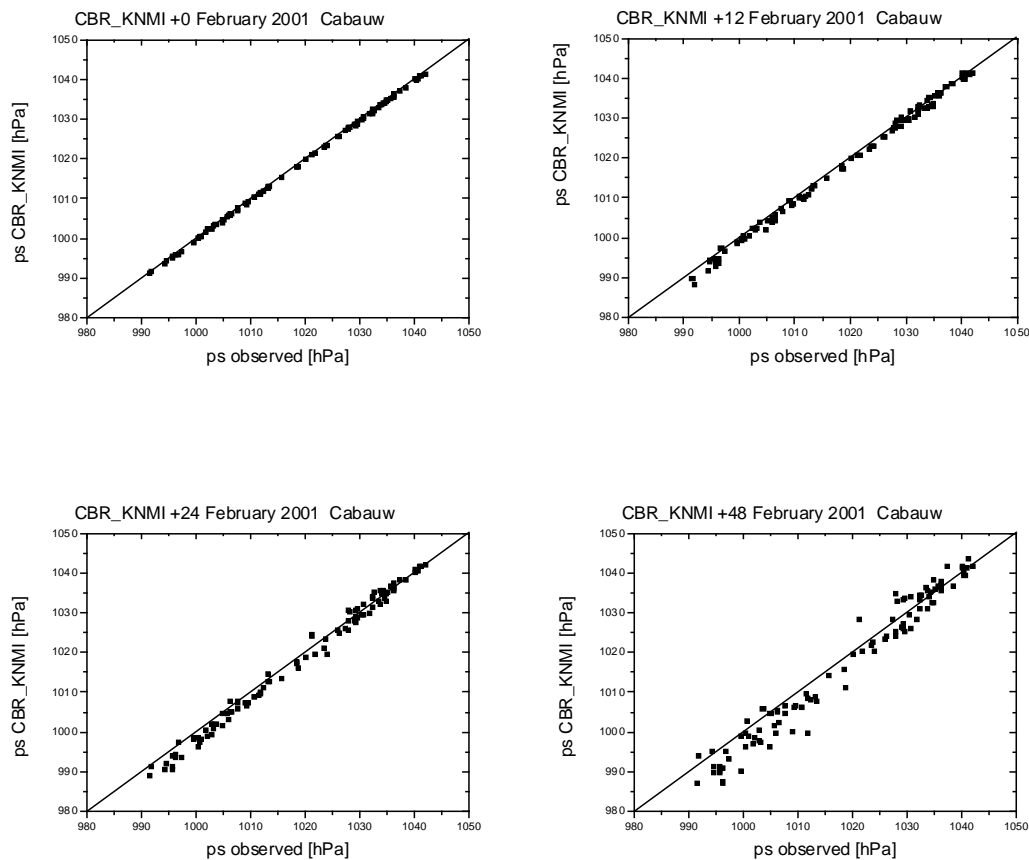 CBR_KNMI +0 February 2001 Cabauw
1050
1040
1030
1020
1010
1000
990
980
ps CBR_KNMI [hPa]
980 990 1000 1010 1020 1030 1040 1050
ps observed [hPa]
CBR_KNMI +12 February 2001 Cabauw
1050
1040
1030
1020
1010
1000
990
980
ps CBR_KNMI [hPa]
980 990 1000 1010 1020 1030 1040 1050
ps observed [hPa]
CBR_KNMI +24 February 2001 Cabauw
1050
1040
1030
1020
1010
1000
990
980
ps CBR_KNMI [hPa]
980 990 1000 1010 1020 1030 1040 1050
ps observed [hPa]
CBR_KNMI +48 February 2001 Cabauw
1050
1040
1030
1020
1010
1000
990
980
ps CBR_KNMI [hPa]
980 990 1000 1010 1020 1030 1040 1050
ps observed [hPa]